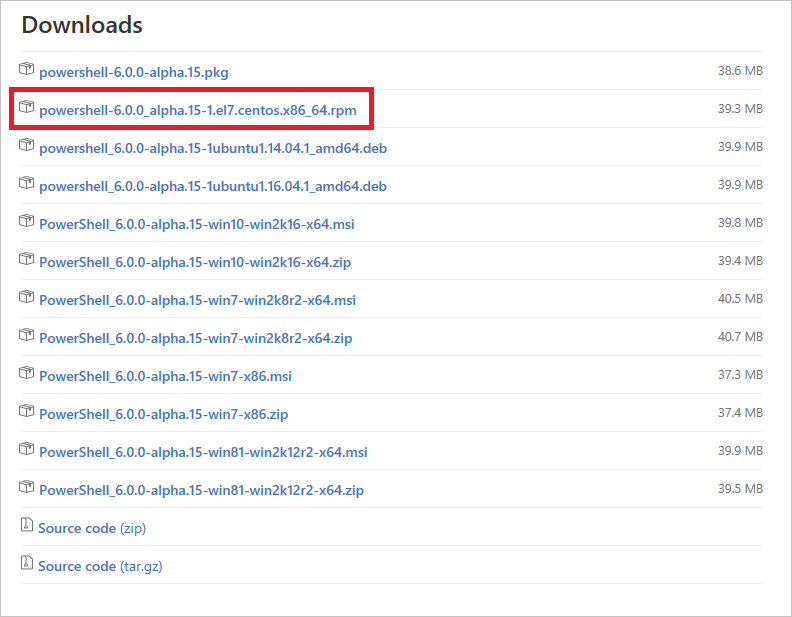 Downloads
powershell-6.0.0-alpha.15.pkg 38.6 MB
powershell-6.0.0_alpha.15-1.el7.centos.x86_64.rpm 39.3 MB
powershell_6.0.0-alpha.15-1ubuntu1.14.04.1_amd64.deb 39.9 MB
powershell_6.0.0-alpha.15-1ubuntu1.16.04.1_amd64.deb 39.9 MB
PowerShell_6.0.0-alpha.15-win10-win2k16-x64.msi 39.8 MB
PowerShell_6.0.0-alpha.15-win10-win2k16-x64.zip 39.4 MB
PowerShell_6.0.0-alpha.15-win7-win2k8r2-x64.msi 40.5 MB
PowerShell_6.0.0-alpha.15-win7-win2k8r2-x64.zip 40.7 MB
PowerShell_6.0.0-alpha.15-win7-x86.msi 37.3 MB
PowerShell_6.0.0-alpha.15-win7-x86.zip 37.4 MB
PowerShell_6.0.0-alpha.15-win81-win2k12r2-x64.msi 39.9 MB
PowerShell_6.0.0-alpha.15-win81-win2k12r2-x64.zip 39.5 MB
Source code (zip)
Source code (tar.gz)